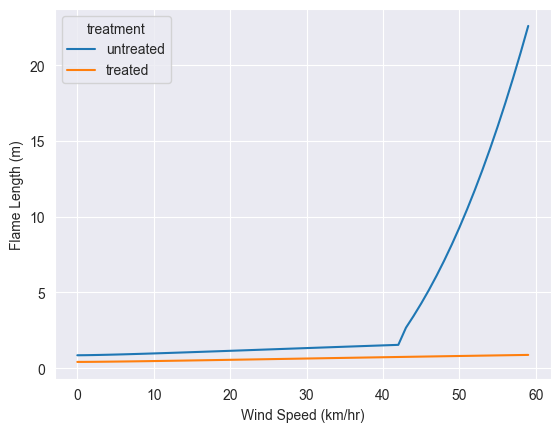 treatment
untreated
treated
Flame Length (m)
20
15
10
5
0
0 10 20 30 40 50 60
Wind Speed (km/hr)